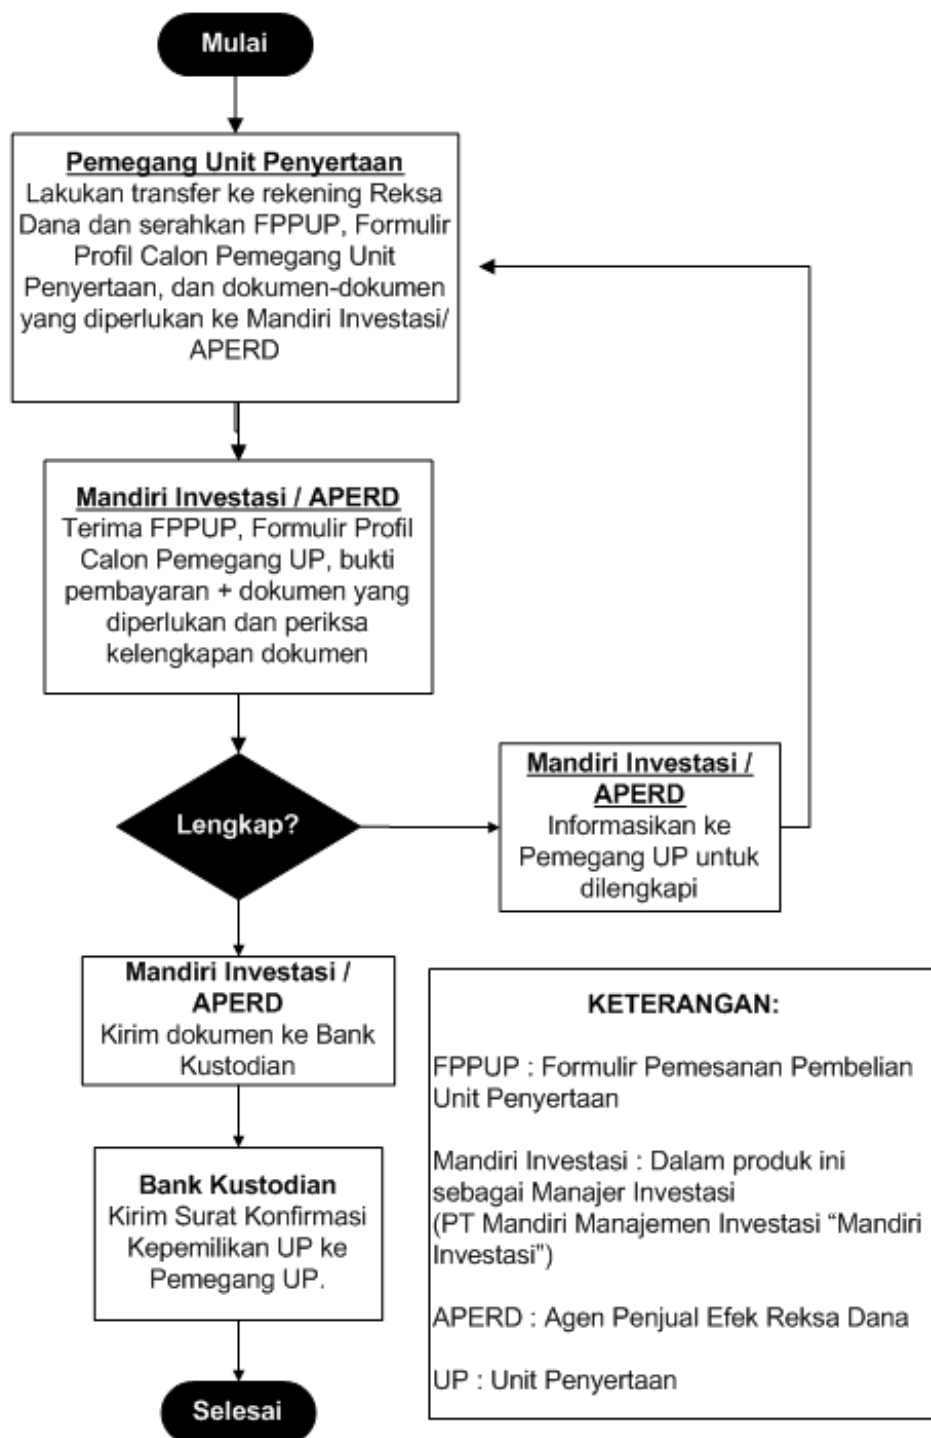 Mulai
Pemegang Unit Penyertaan
Lakukan transfer ke rekening Reksa
Dana dan serahkan FPPUP, Formulir
Profil Calon Pemegang Unit
Penyertaan, dan dokumen-dokumen
yang diperlukan ke Mandiri Investasi/
APERD
Mandiri Investasi / APERD
Terima FPPUP, Formulir Profil
Calon Pemegang UP, bukti
pembayaran + dokumen yang
diperlukan dan periksa
kelengkapan dokumen
Lengkap?
Mandiri Investasi /
APERD
Informasikan ke
Pemegang UP untuk
dilengkapi
Mandiri Investasi /
APERD
Kirim dokumen ke Bank
Kustodian
Bank Kustodian
Kirim Surat Konfirmasi
Kepemilikan UP ke
Pemegang UP.
Selesai
KETERANGAN:
FPPUP : Formulir Pemesanan Pembelian
Unit Penyertaan
Mandiri Investasi : Dalam produk ini
sebagai Manajer Investasi
(PT Mandiri Manajemen Investasi “Mandiri
Investasi”)
APERD : Agen Penjual Efek Reksa Dana
UP : Unit Penyertaan